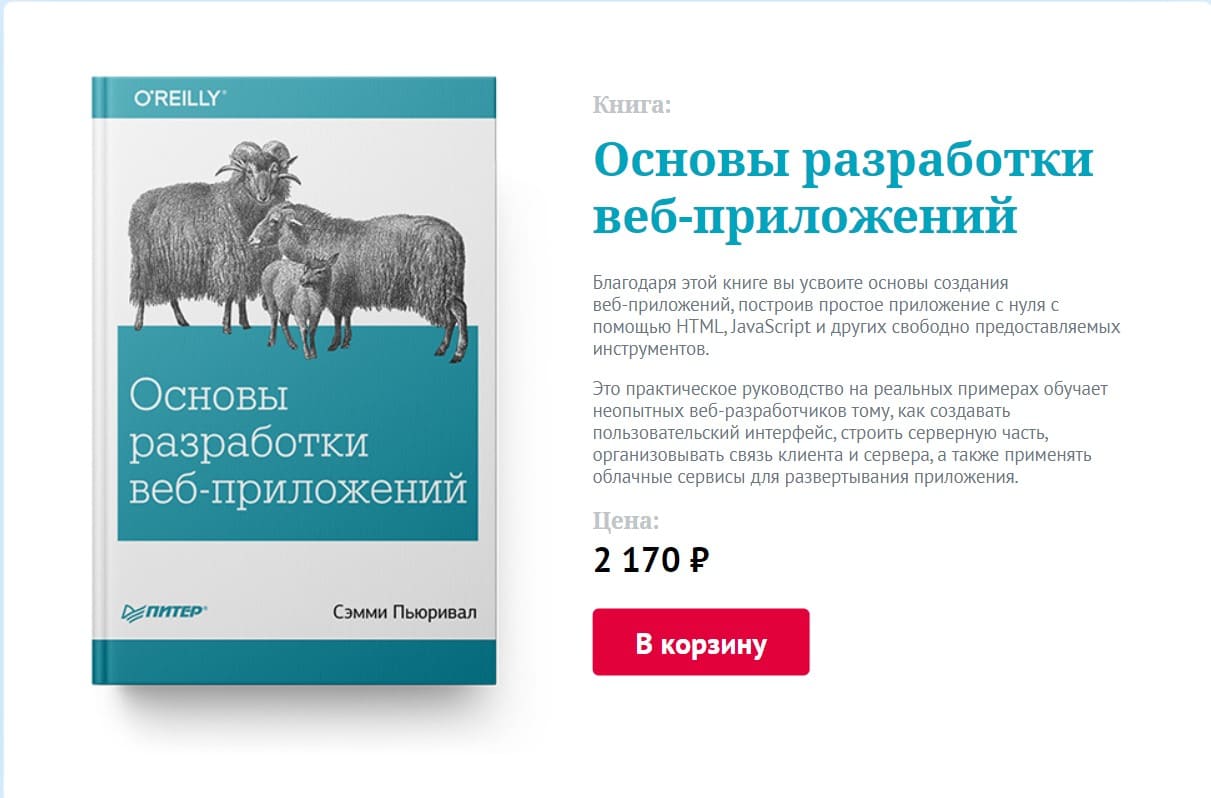 O'REILLY®
Основы
разработки
веб-приложений
ПИТЕР®
Сэмми Пьюривал
Книга:
Основы разработки
веб-приложений
Благодаря этой книге вы усвоите основы создания
веб-приложений, построив простое приложение с нуля с
помощью HTML, JavaScript и других свободно предоставляемых
инструментов.
Это практическое руководство на реальных примерах обучает
неопытных веб-разработчиков тому, как создавать
пользовательский интерфейс, строить серверную часть,
организовывать связь клиента и сервера, а также применять
облачные сервисы для развертывания приложения.
Цена:
2 170 ₽
В корзину